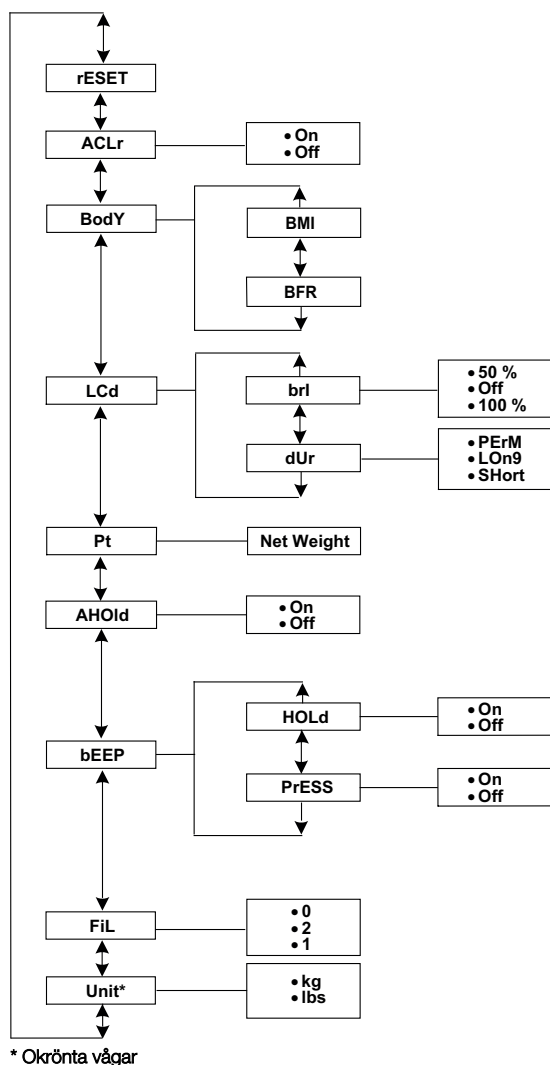 rESET
ACLr
• On
• Off
BodY
BMI
BFR
LCd
brI
• 50 %
• Off
• 100 %
dUr
• PErM
• LOn9
• SHort
Pt
Net Weight
AHOld
• On
• Off
bEEP
HOLd
• On
• Off
PrESS
• On
• Off
FiL
• 0
• 2
• 1
Unit*
• kg
• lbs
* Okrönta vågar